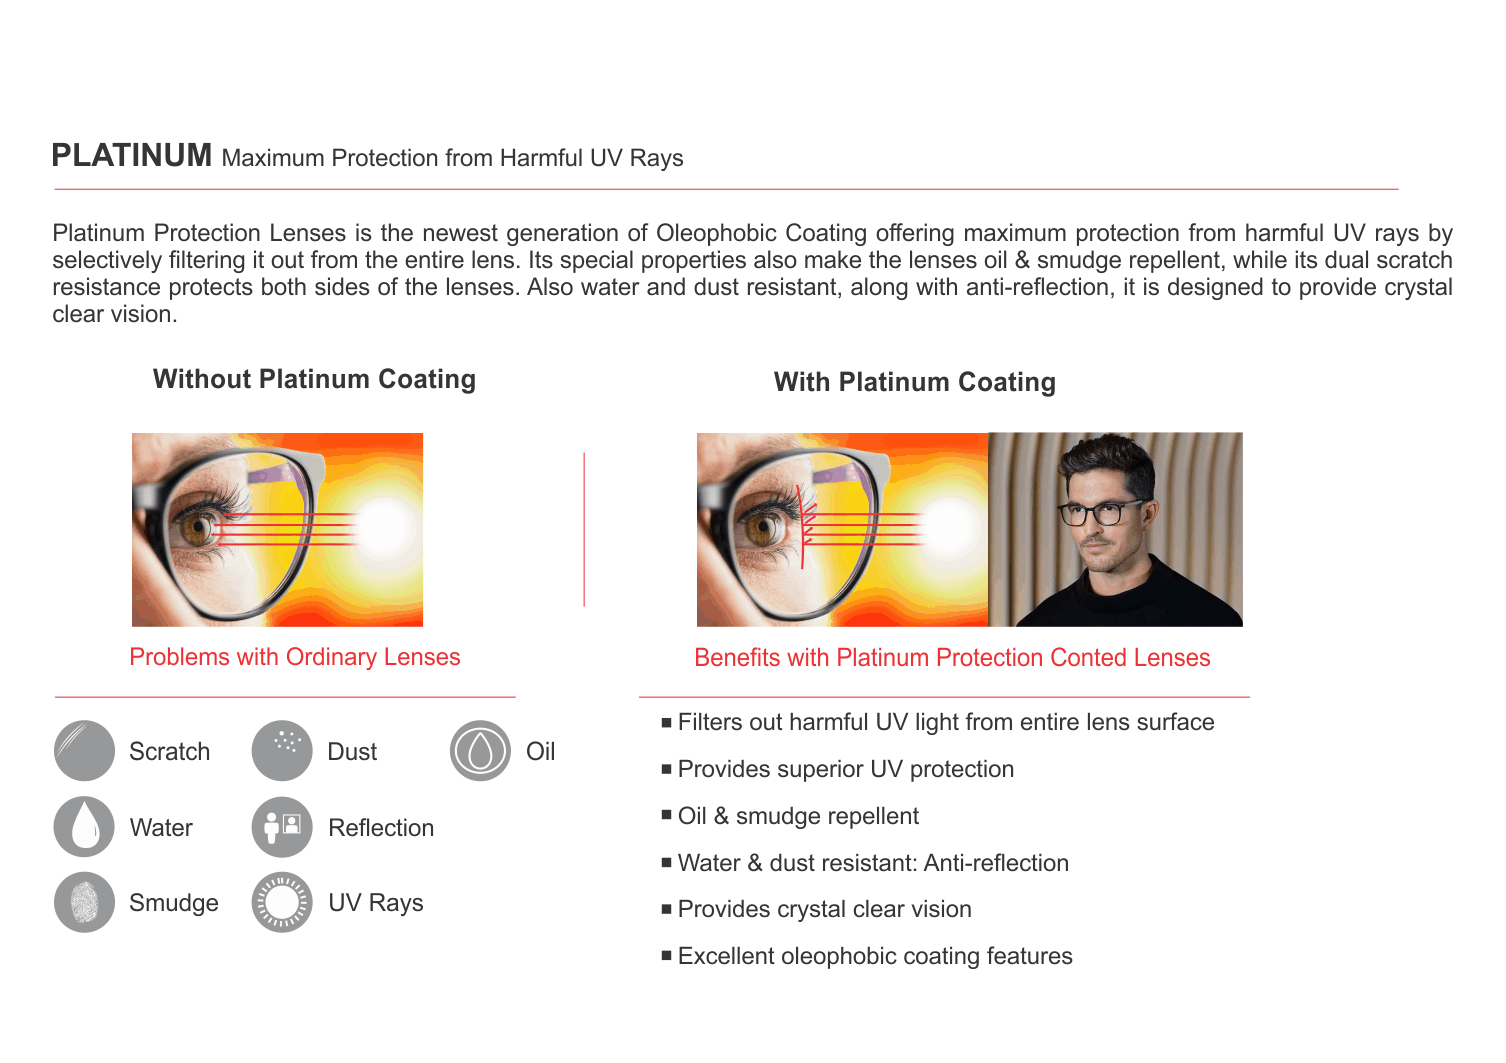 PLATINUM Maximum Protection from Harmful UV Rays
Platinum Protection Lenses is the newest generation of Oleophobic Coating offering maximum protection from harmful UV rays by
selectively filtering it out from the entire lens. Its special properties also make the lenses oil & smudge repellent, while its dual scratch
resistance protects both sides of the lenses. Also water and dust resistant, along with anti-reflection, it is designed to provide crystal
clear vision.
Without Platinum Coating
Problems with Ordinary Lenses
Scratch
Dust
Oil
Water
Reflection
Smudge
UV Rays
With Platinum Coating
Benefits with Platinum Protection Conted Lenses
▪ Filters out harmful UV light from entire lens surface
▪ Provides superior UV protection
▪ Oil & smudge repellent
▪ Water & dust resistant: Anti-reflection
▪ Provides crystal clear vision
▪ Excellent oleophobic coating features